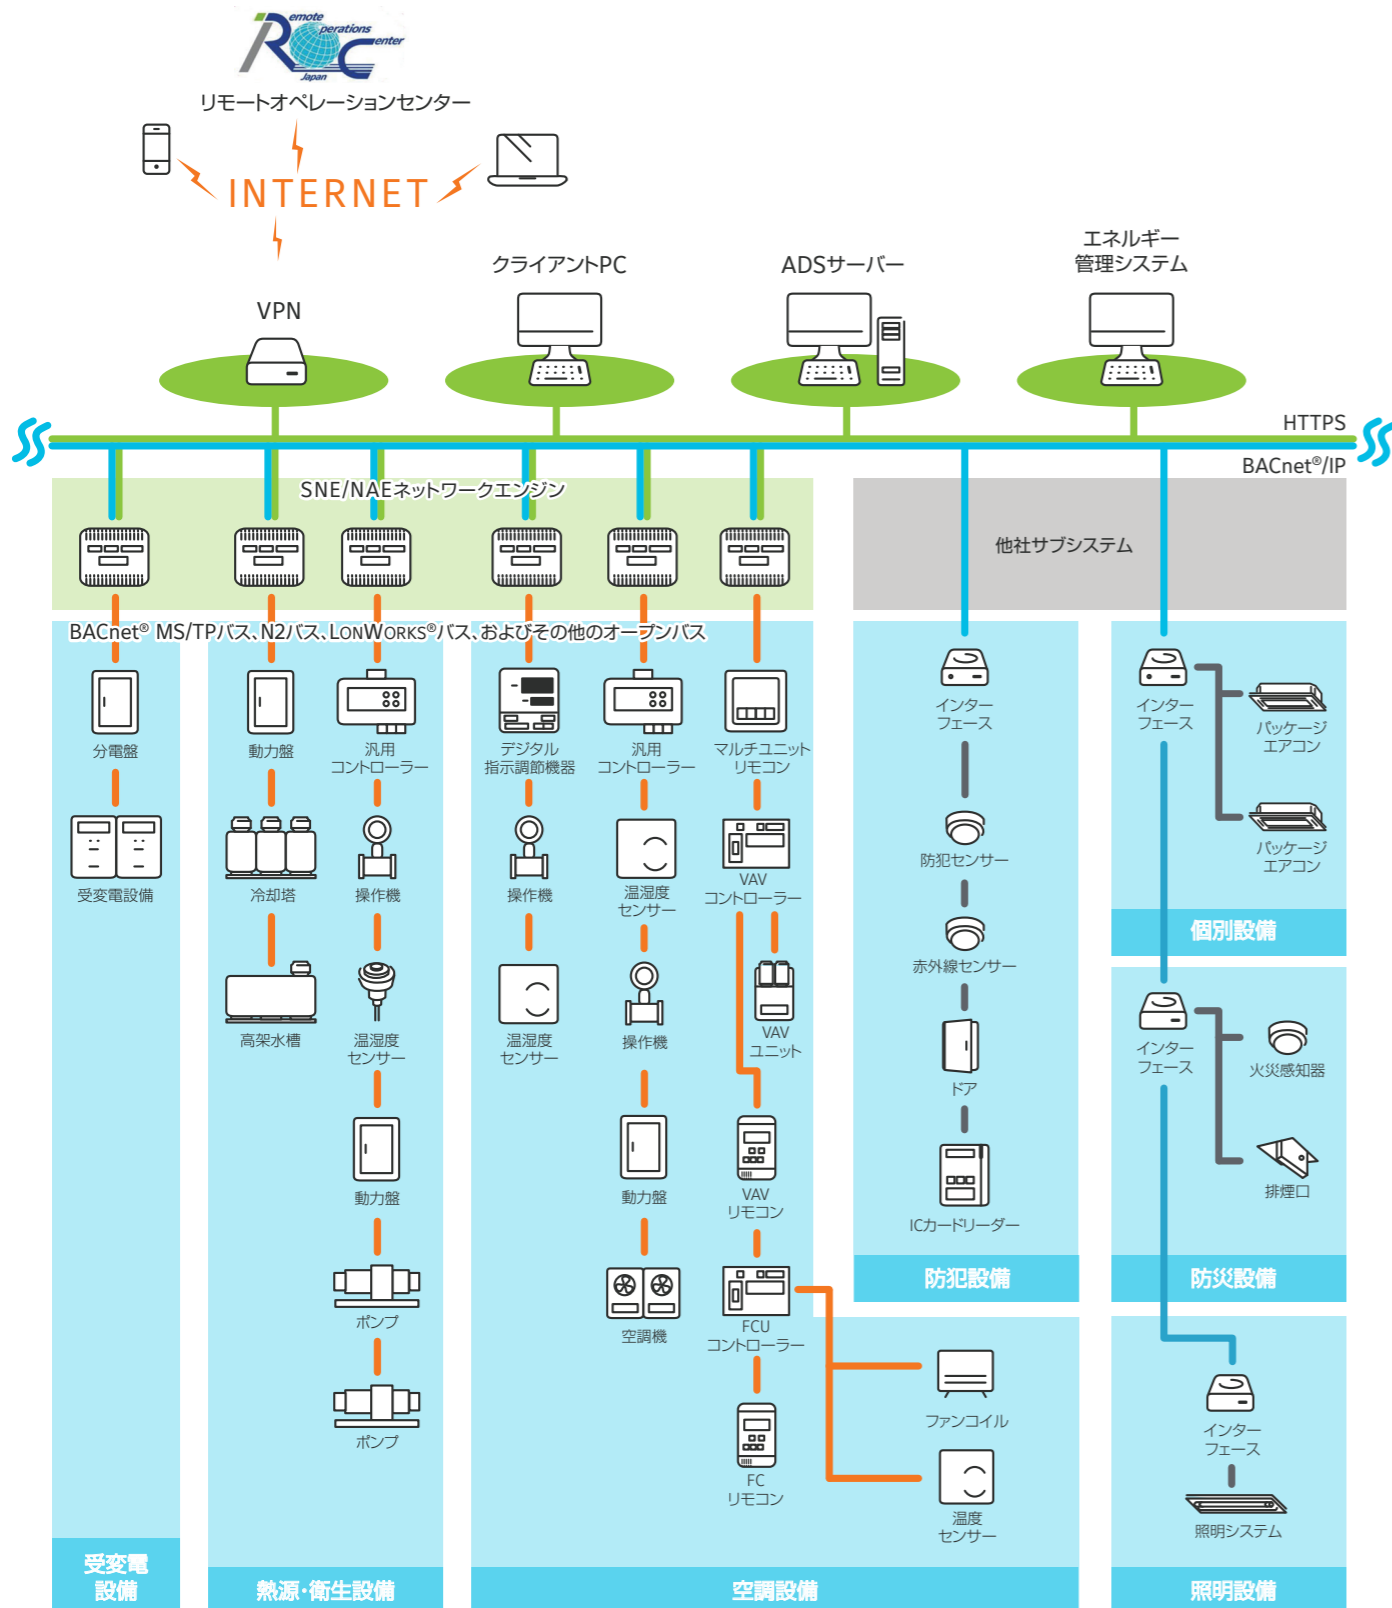 Remote
Operations
Center
Japan
リモートオペレーションセンター
INTERNET
VPN
クライアントPC
ADSサーバー
エネルギー
管理システム
HTTPS
BACnet®/IP
SNE/NAEネットワークエンジン
他社サブシステム
BACnet® MS/TPバス、N2バス、LONWORKS®バス、およびその他のオープンバス
分電盤
受変電設備
受変電
設備
動力盤
冷却塔
高架水槽
汎用
コントローラー
操作機
温湿度
センサー
動力盤
ポンプ
ポンプ
熱源・衛生設備
デジタル
指示調節機器
操作機
温湿度
センサー
汎用
コントローラー
温湿度
センサー
操作機
動力盤
空調機
マルチユニット
リモコン
VAV
コントローラー
VAV
ユニット
VAV
リモコン
FCU
コントローラー
FC
リモコン
ファンコイル
温度
センサー
空調設備
インター
フェース
防犯センサー
赤外線センサー
ドア
ICカードリーダー
防犯設備
インター
フェース
パッケージ
エアコン
パッケージ
エアコン
個別設備
インター
フェース
火災感知器
排煙口
防災設備
インター
フェース
照明システム
照明設備